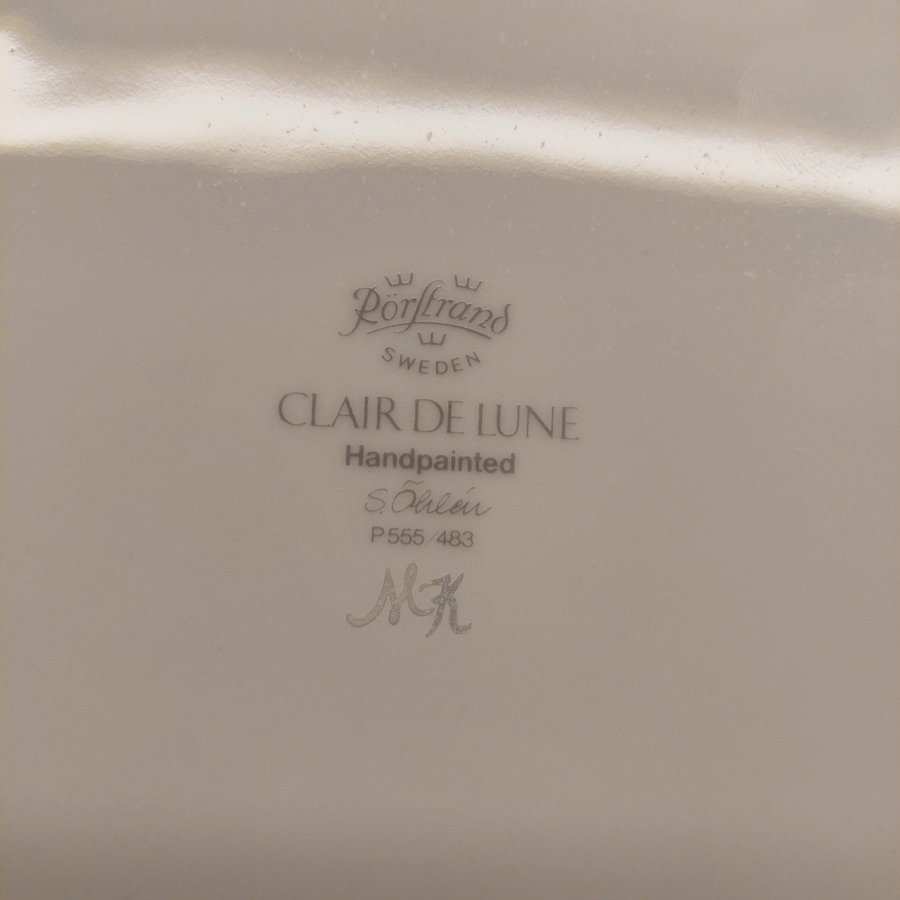 Rörstrand
SWEDEN
CLAIR DE LUNE
Handpainted
S. Öhlén
P555/483
MK